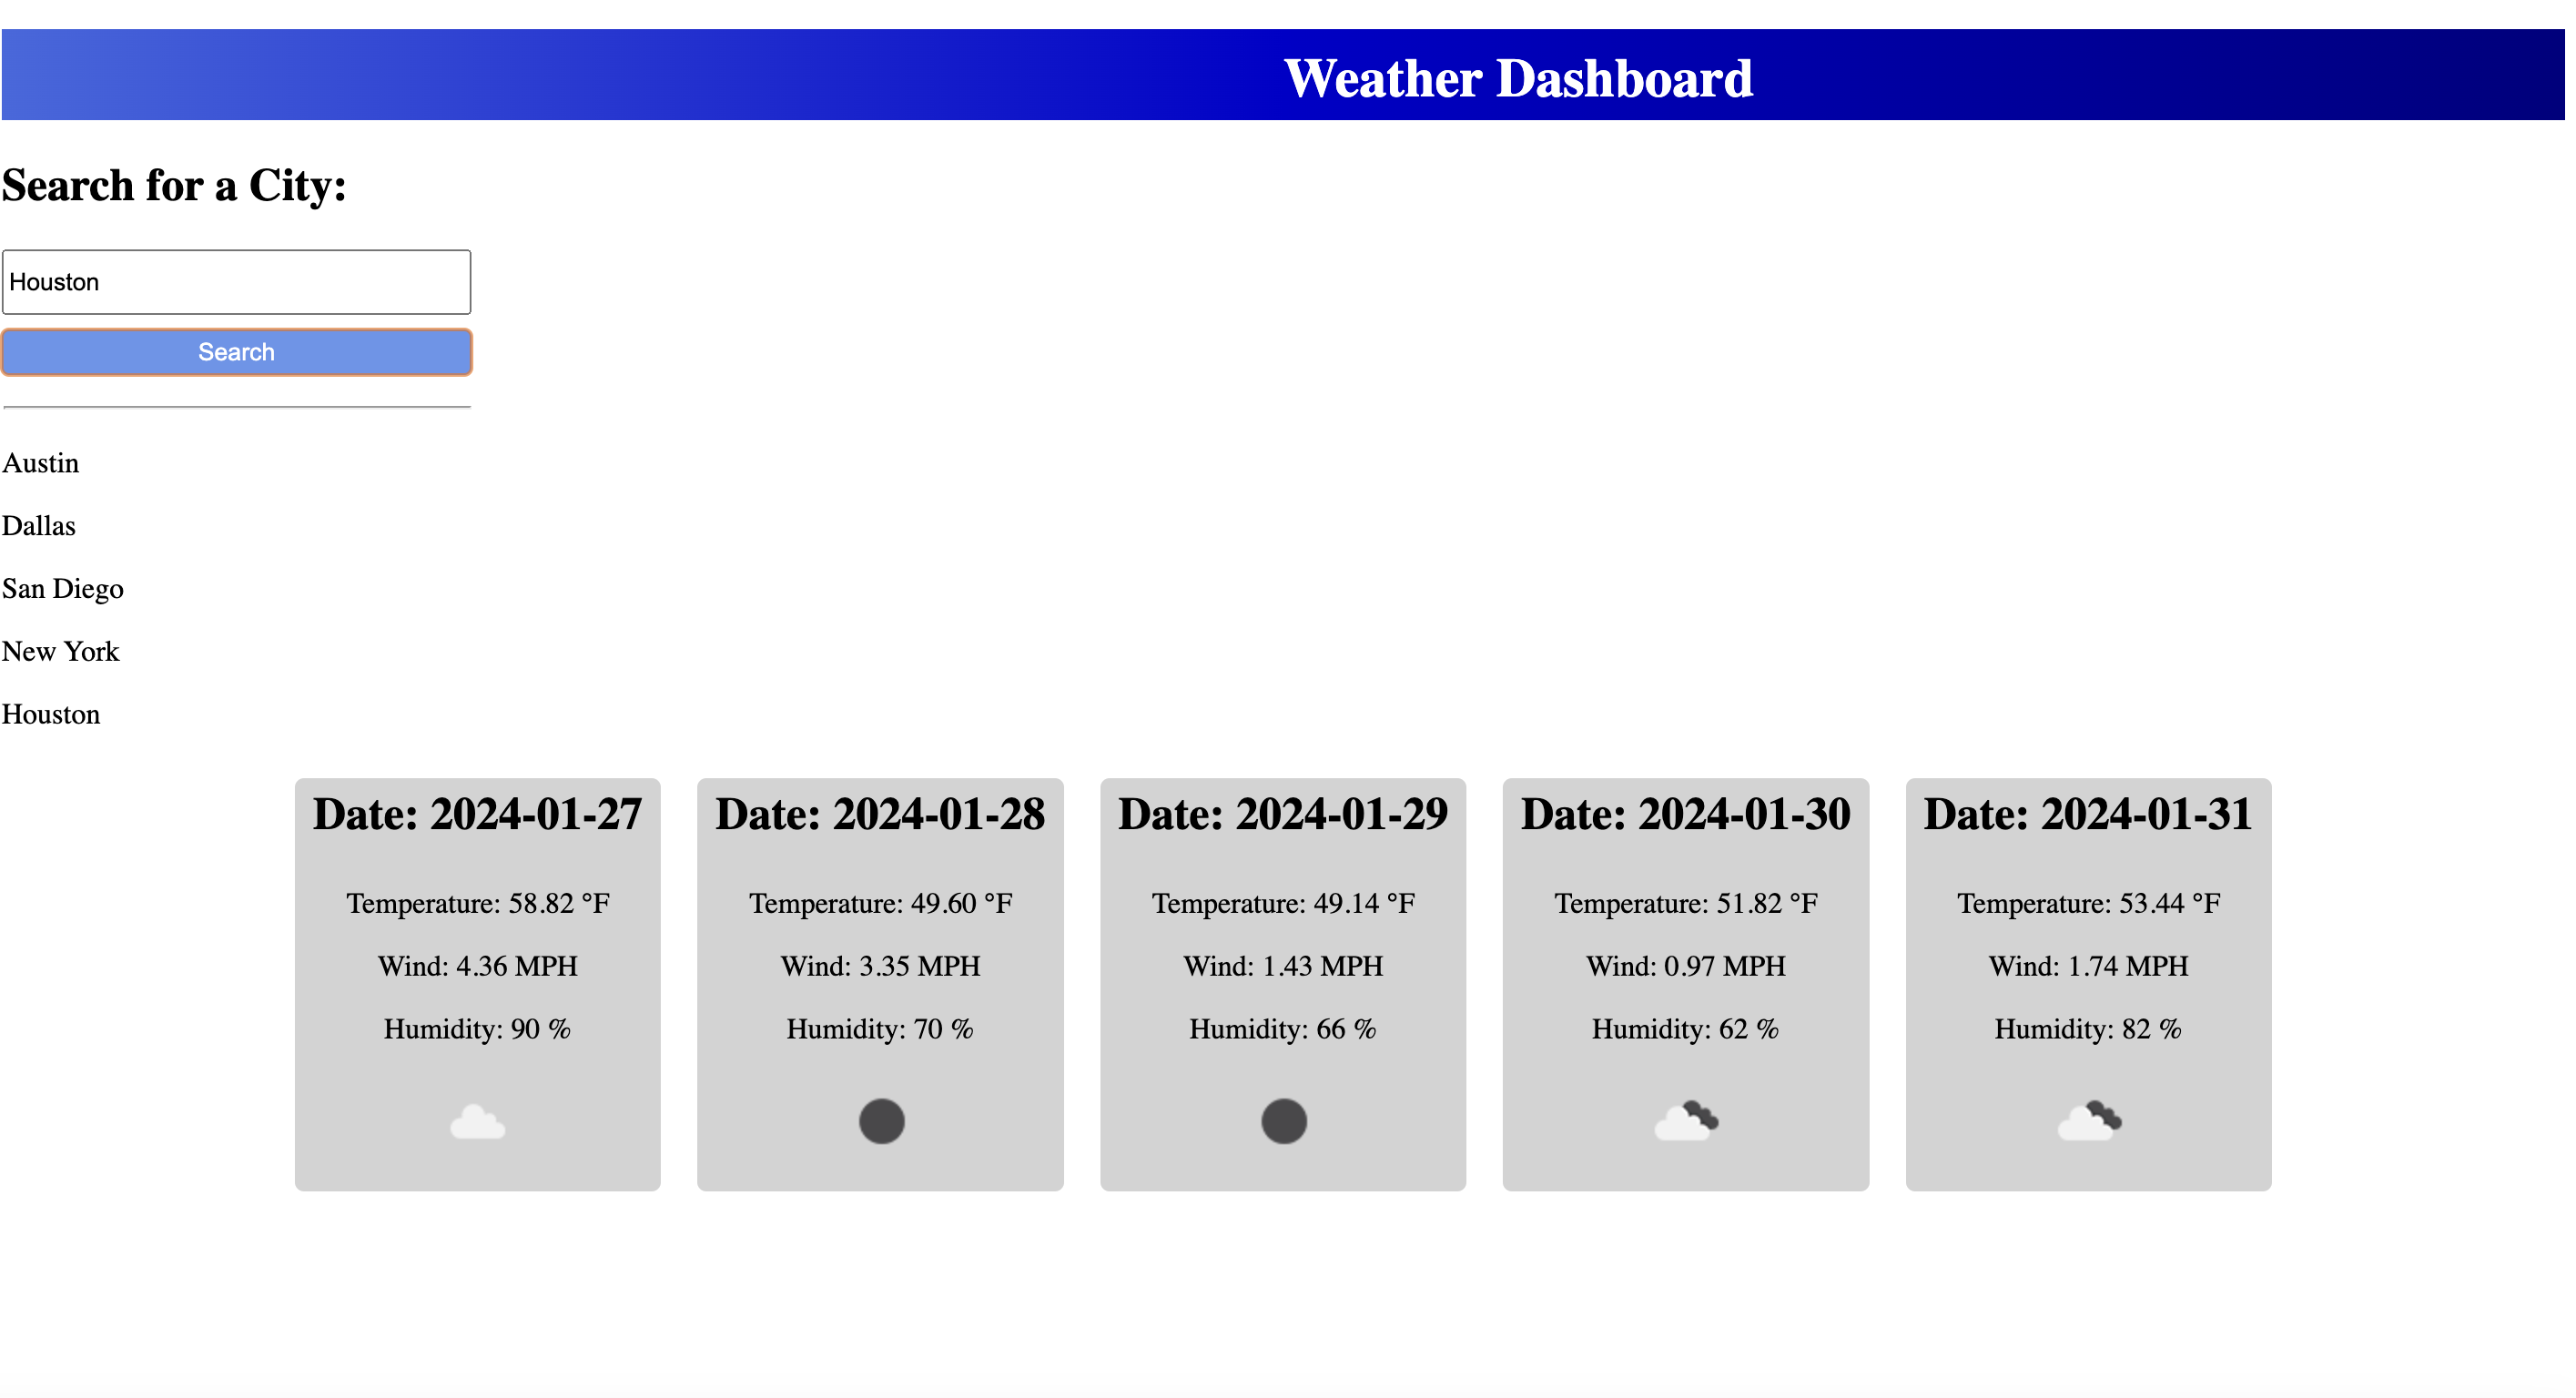 Weather Dashboard
Search for a City:
Houston
Search
Austin
Dallas
San Diego
New York
Houston
Date: 2024-01-27
Temperature: 58.82 °F
Wind: 4.36 MPH
Humidity: 90 %
Date: 2024-01-28
Temperature: 49.60 °F
Wind: 3.35 MPH
Humidity: 70 %
Date: 2024-01-29
Temperature: 49.14 °F
Wind: 1.43 MPH
Humidity: 66 %
Date: 2024-01-30
Temperature: 51.82 °F
Wind: 0.97 MPH
Humidity: 62 %
Date: 2024-01-31
Temperature: 53.44 °F
Wind: 1.74 MPH
Humidity: 82 %